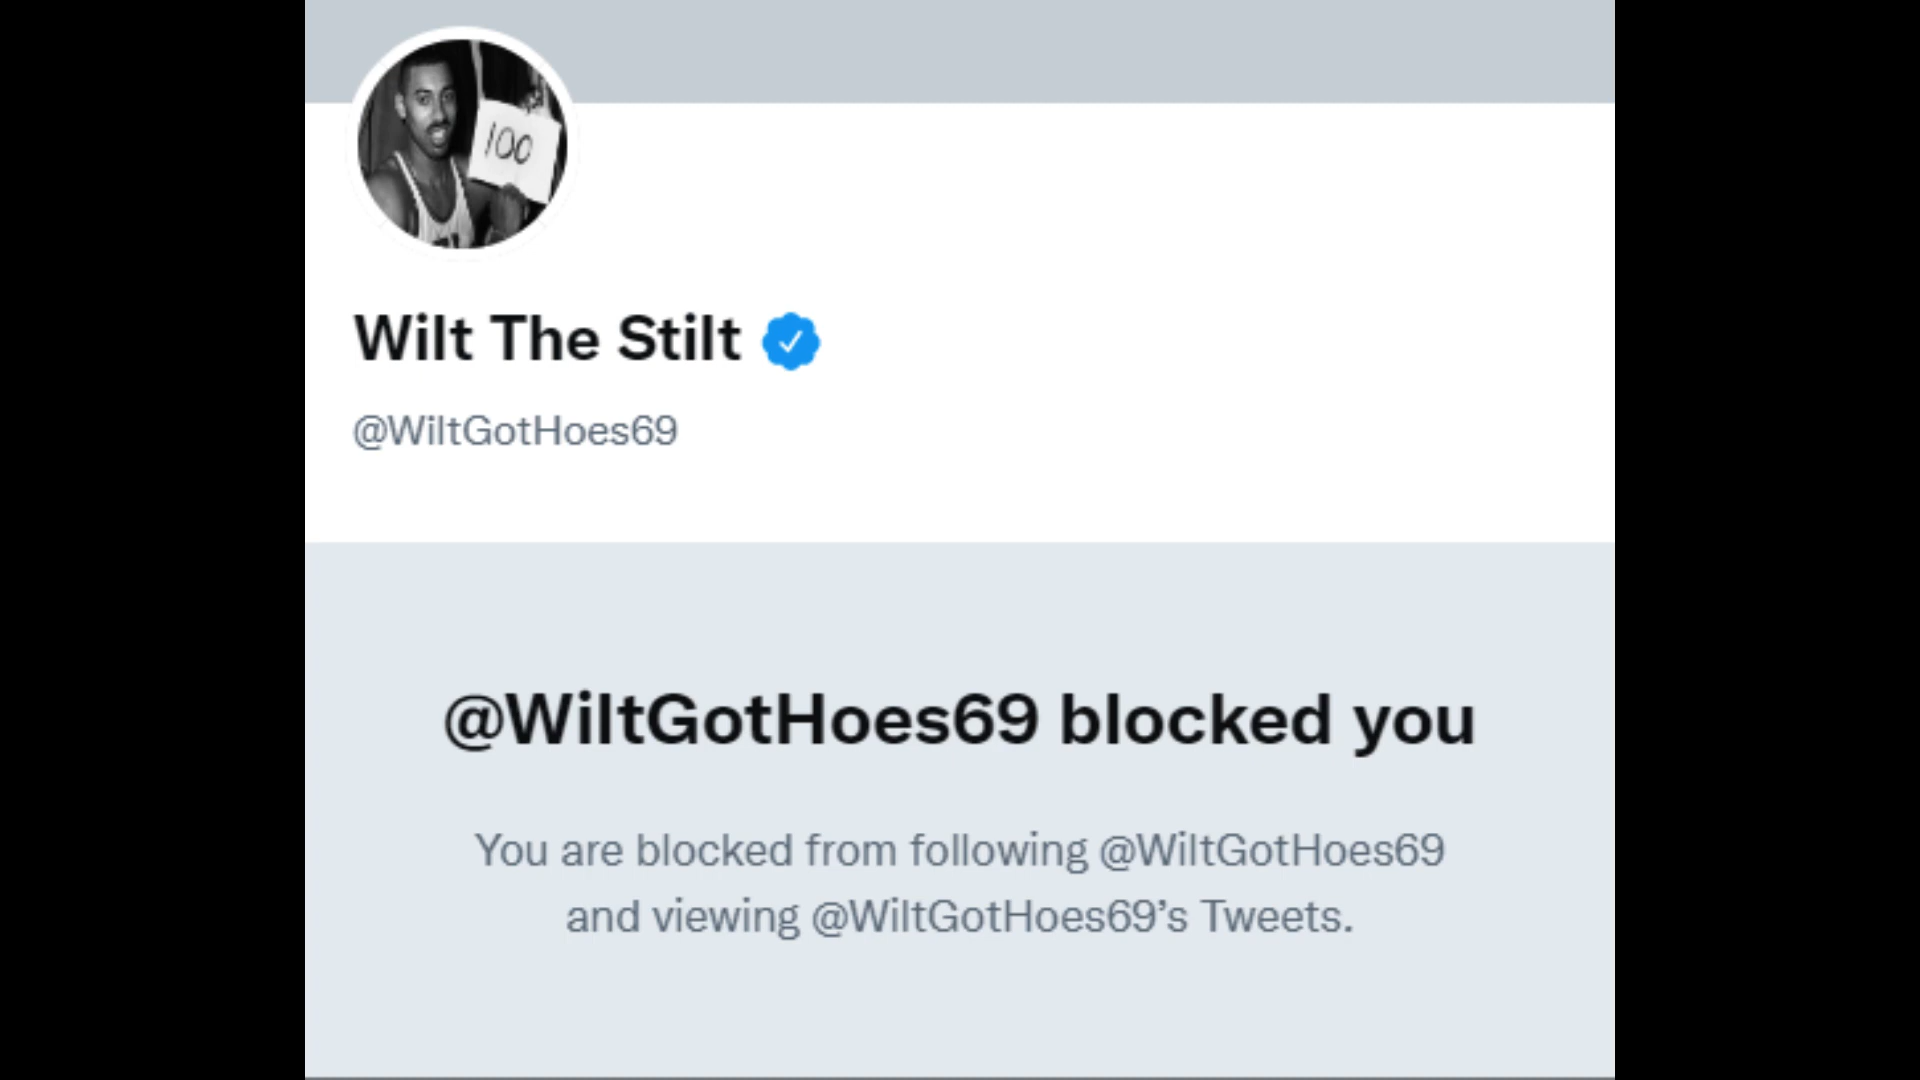 100
Wilt The Stilt
@WiltGotHoes69
@WiltGotHoes69 blocked you
You are blocked from following @WiltGotHoes69
and viewing @WiltGotHoes69’s Tweets.